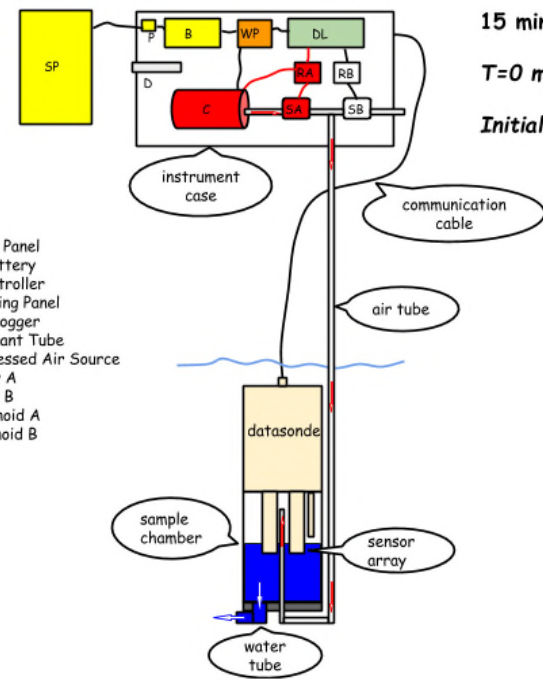 15 min
T=0 m
Initial
SP
P
B
WP
DL
D
RA
RB
C
SA
SB
instrument
case
communication
cable
Panel
ttery
troller
ing Panel
ogger
ant Tube
essed Air Source
A
B
noid A
noid B
air tube
datasonde
sample
chamber
sensor
array
water
tube